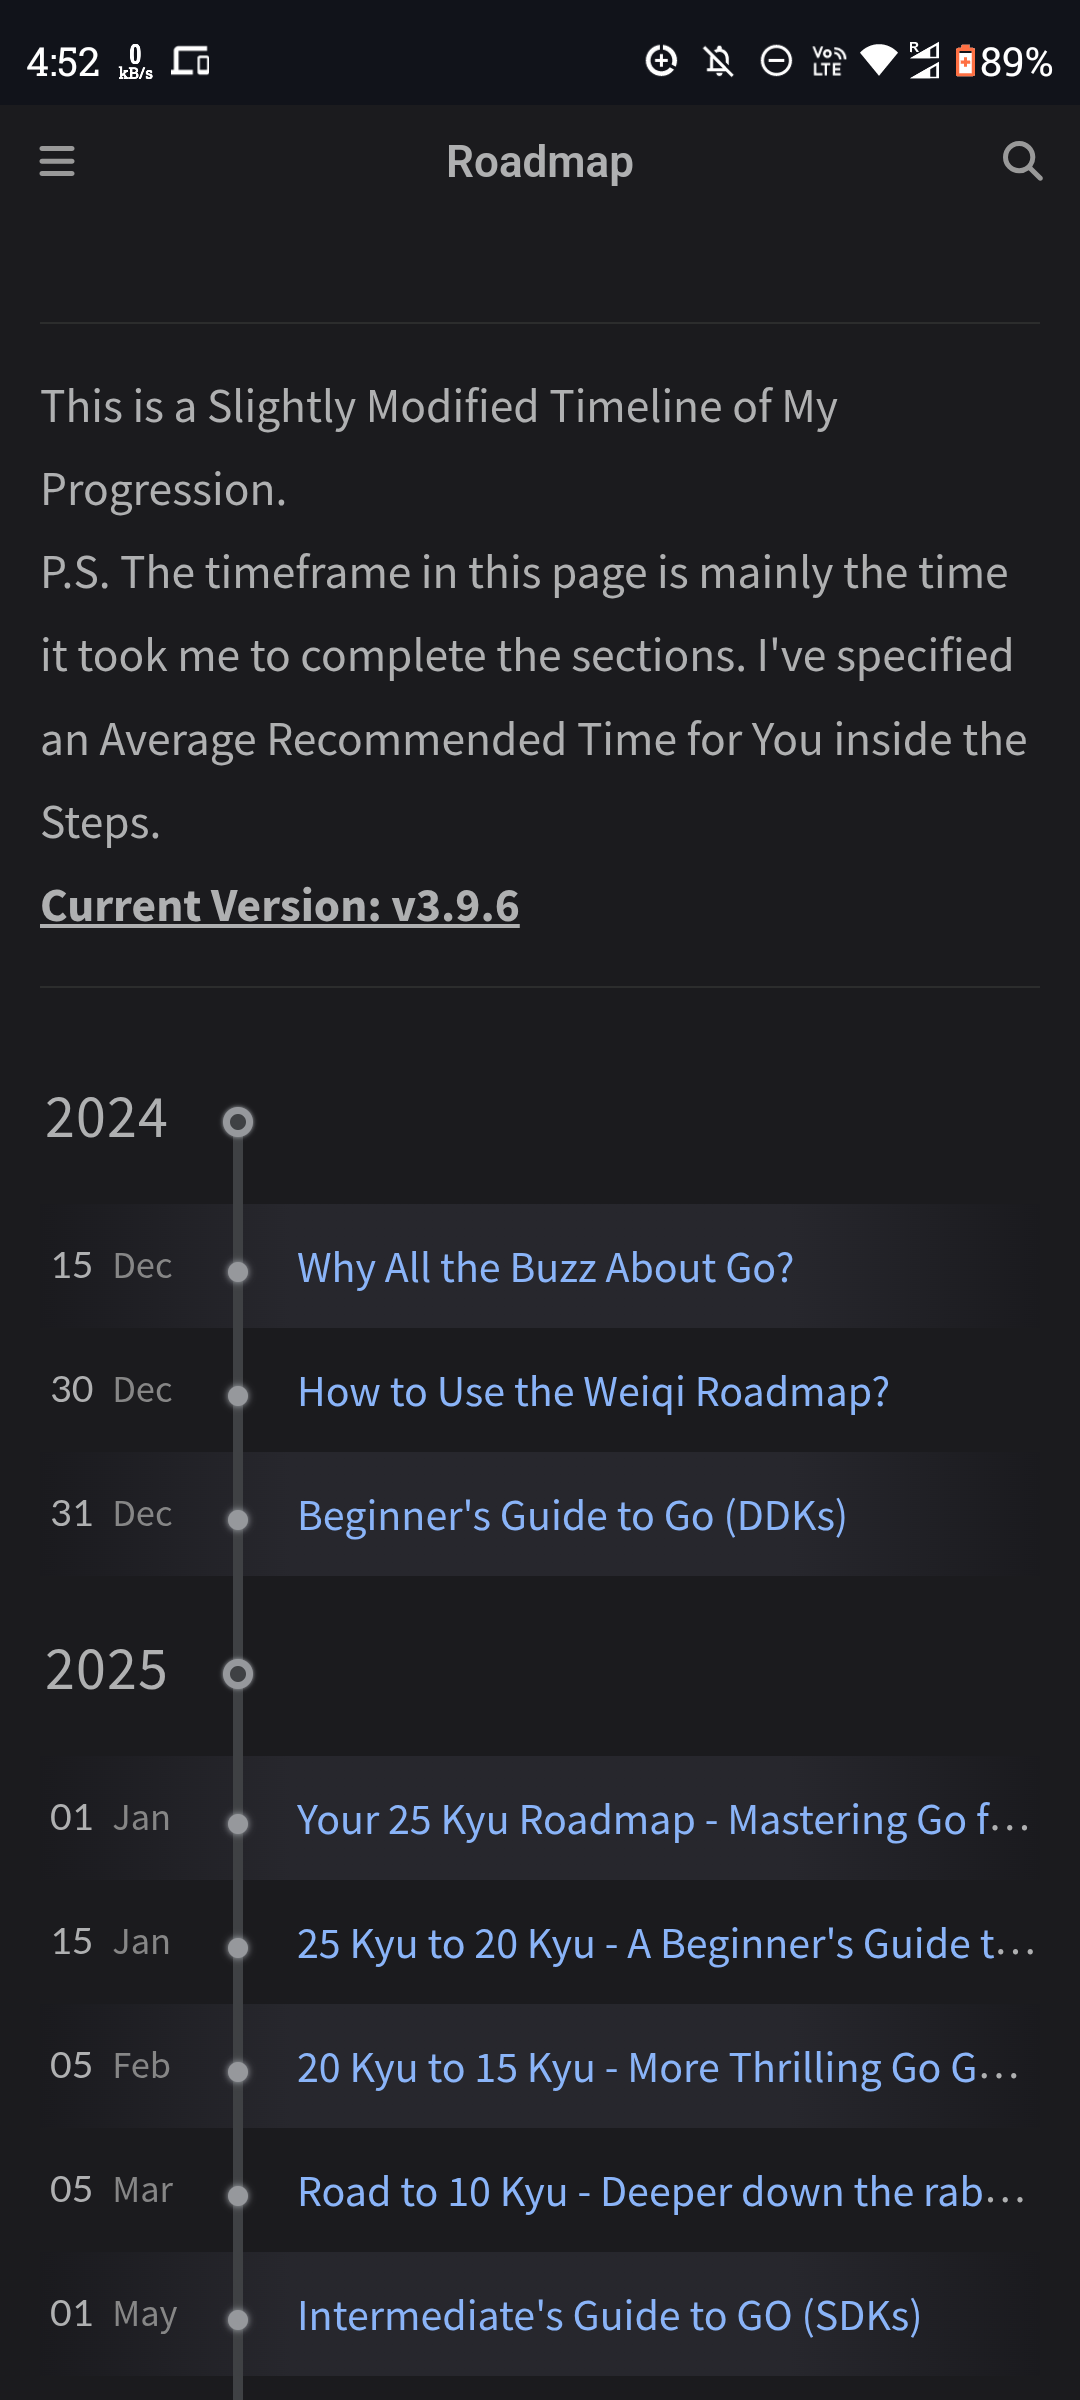 4:52 0 kB/s Vo LTE R 89%
Roadmap
This is a Slightly Modified Timeline of My
Progression.
P.S. The timeframe in this page is mainly the time
it took me to complete the sections. I've specified
an Average Recommended Time for You inside the
Steps.
Current Version: v3.9.6
2024
15 Dec Why All the Buzz About Go?
30 Dec How to Use the Weiqi Roadmap?
31 Dec Beginner's Guide to Go (DDKs)
2025
01 Jan Your 25 Kyu Roadmap - Mastering Go f...
15 Jan 25 Kyu to 20 Kyu - A Beginner's Guide t...
05 Feb 20 Kyu to 15 Kyu - More Thrilling Go G...
05 Mar Road to 10 Kyu - Deeper down the rab...
01 May Intermediate's Guide to GO (SDKs)